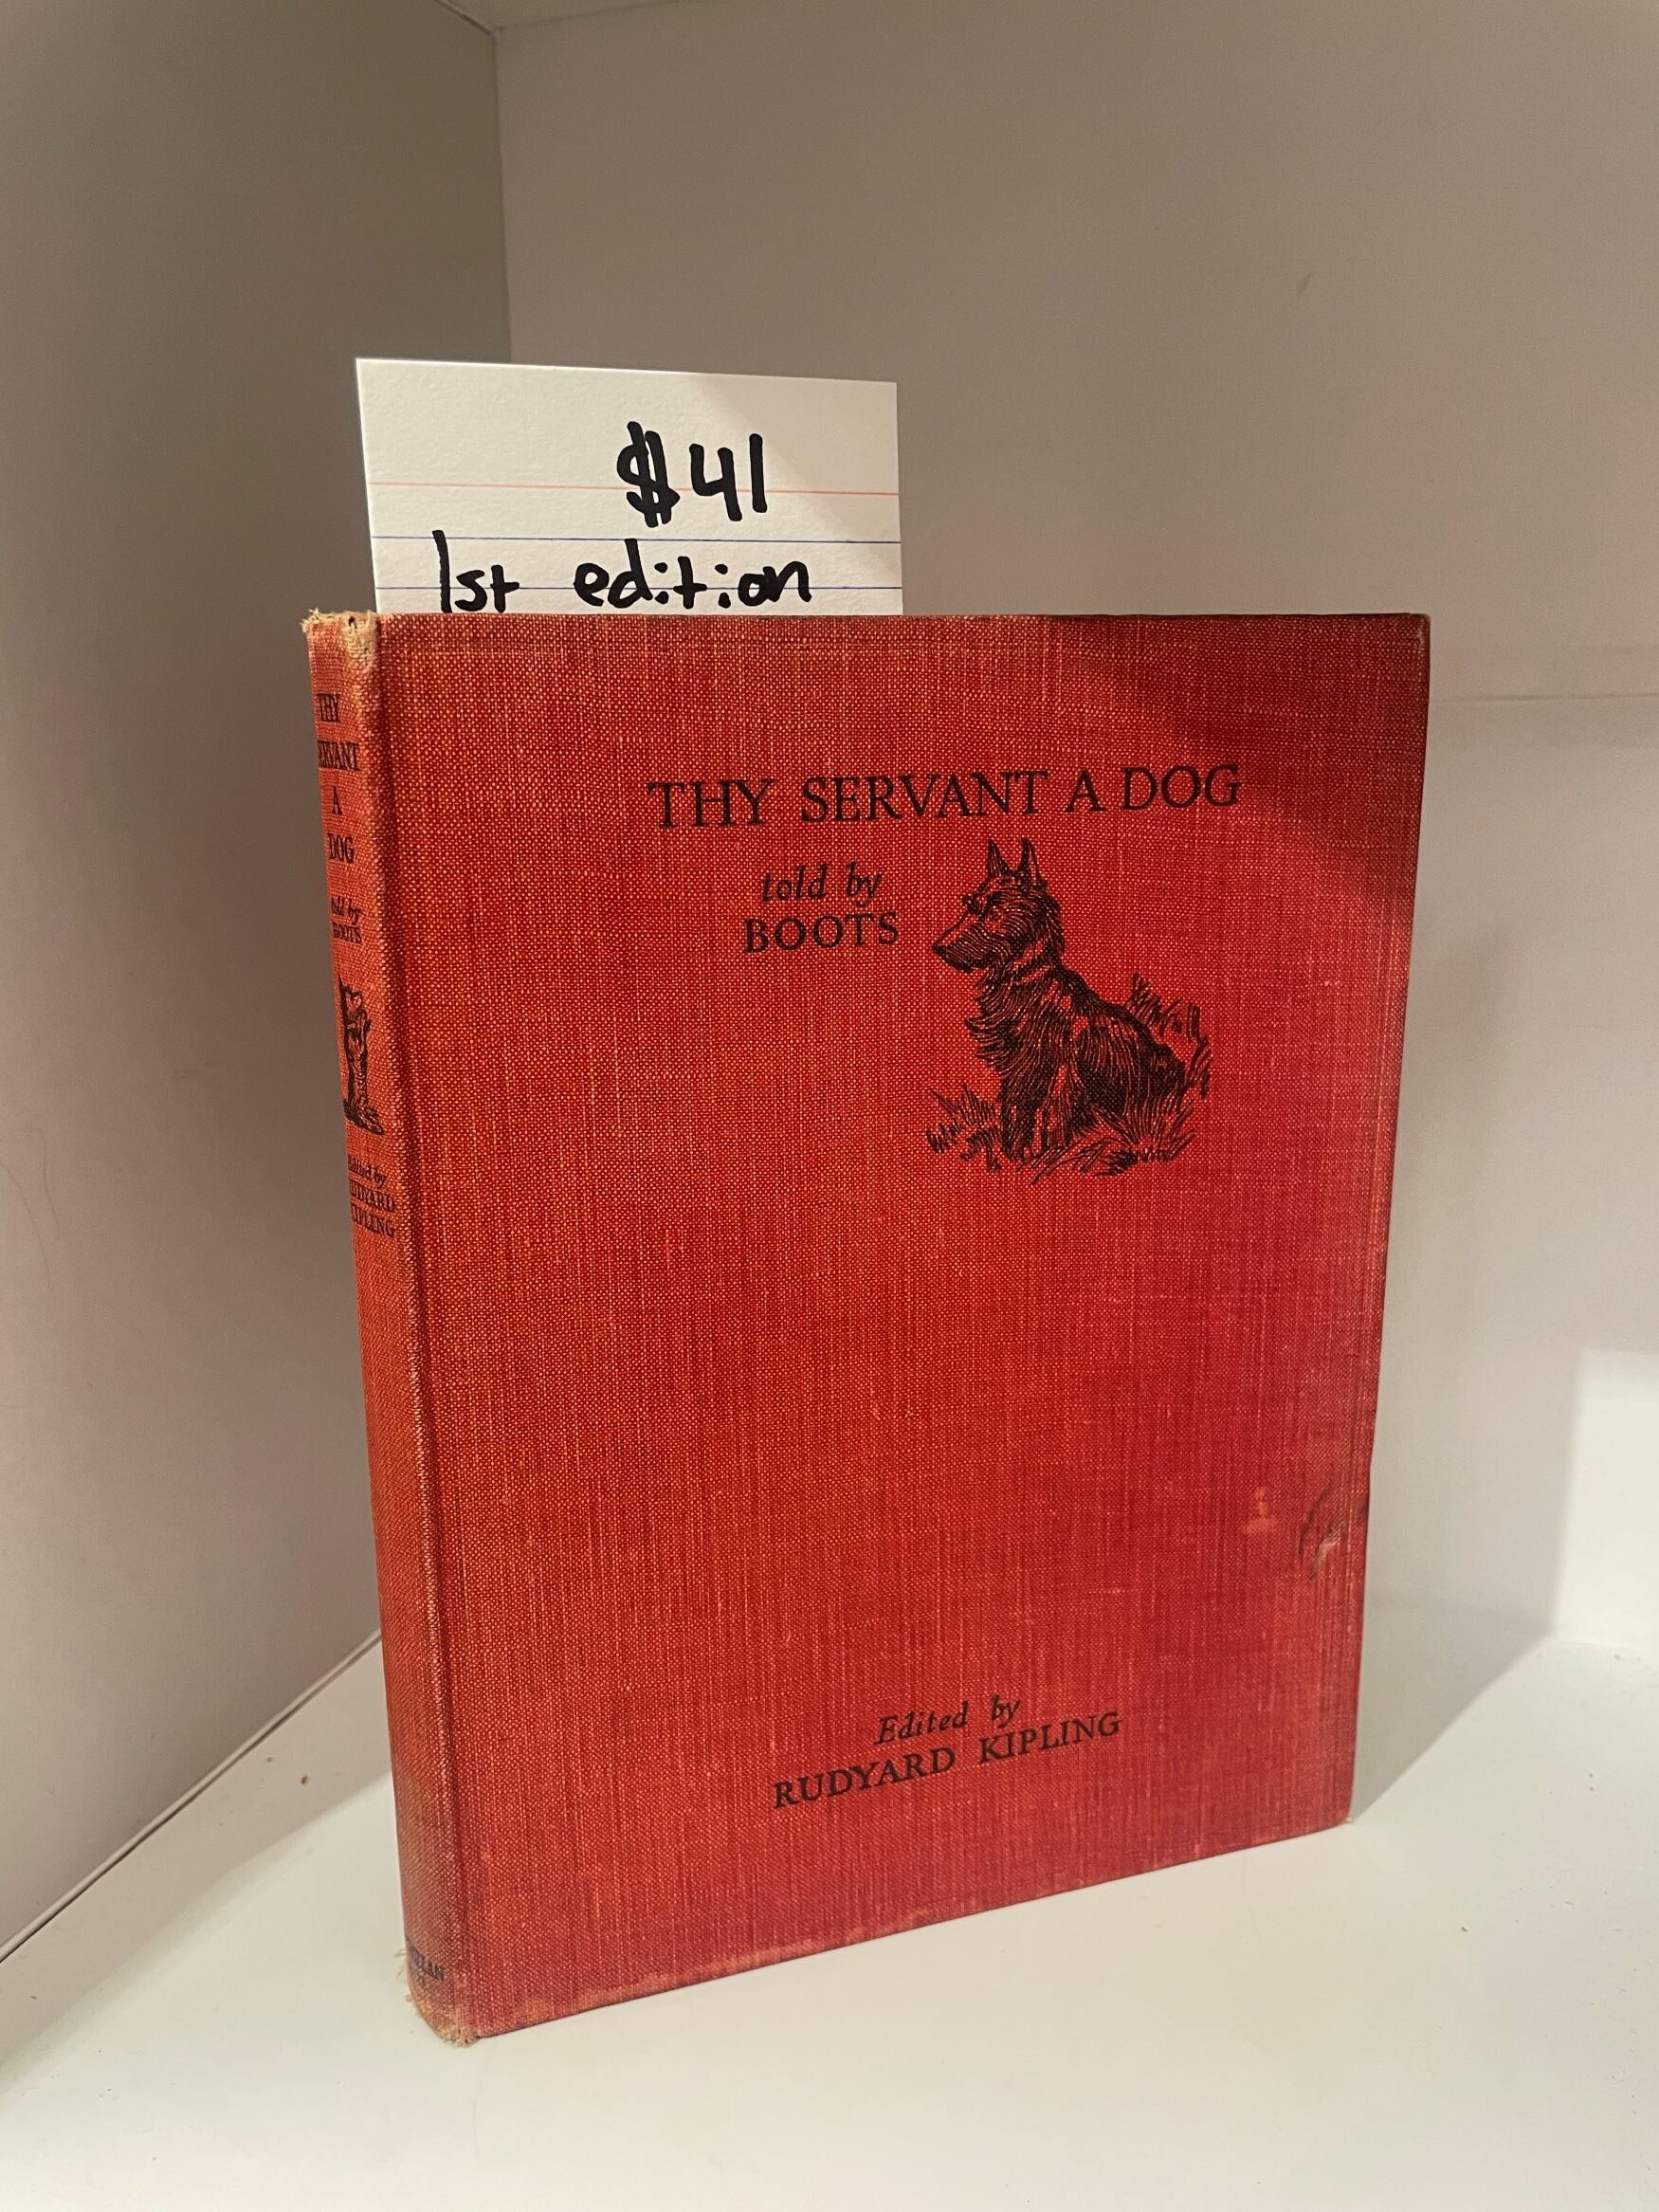 $41
1st edition
THY SERVANT A DOG
told by
BOOTS
Edited by
RUDYARD KIPLING
THY
SERVANT
A
DOG
told by
BOOTS
Edited by
RUDYARD
KIPLING